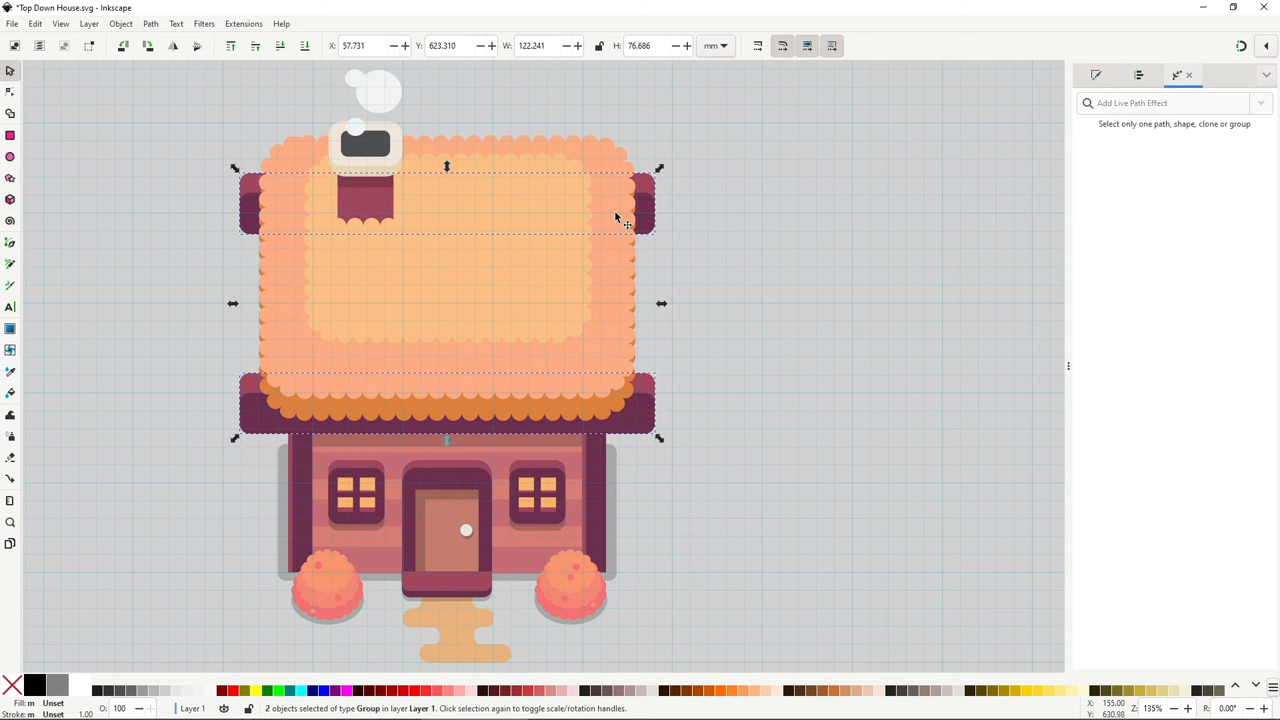 *Top Down House.svg - Inkscape
File Edit View Layer Object Path Text Filters Extensions Help
X: 57.731 Y: 623.310 W: 122.241 H: 76.686 mm
Add Live Path Effect
Select only one path, shape, clone or group
Fill: m Unset
Stroke: m Unset 1.00
O: 100
Layer 1
2 objects selected of type Group in layer Layer 1. Click selection again to toggle scale/rotation handles.
X: 155.00
Y: 630.98
Z: 135%
R: 0.00°